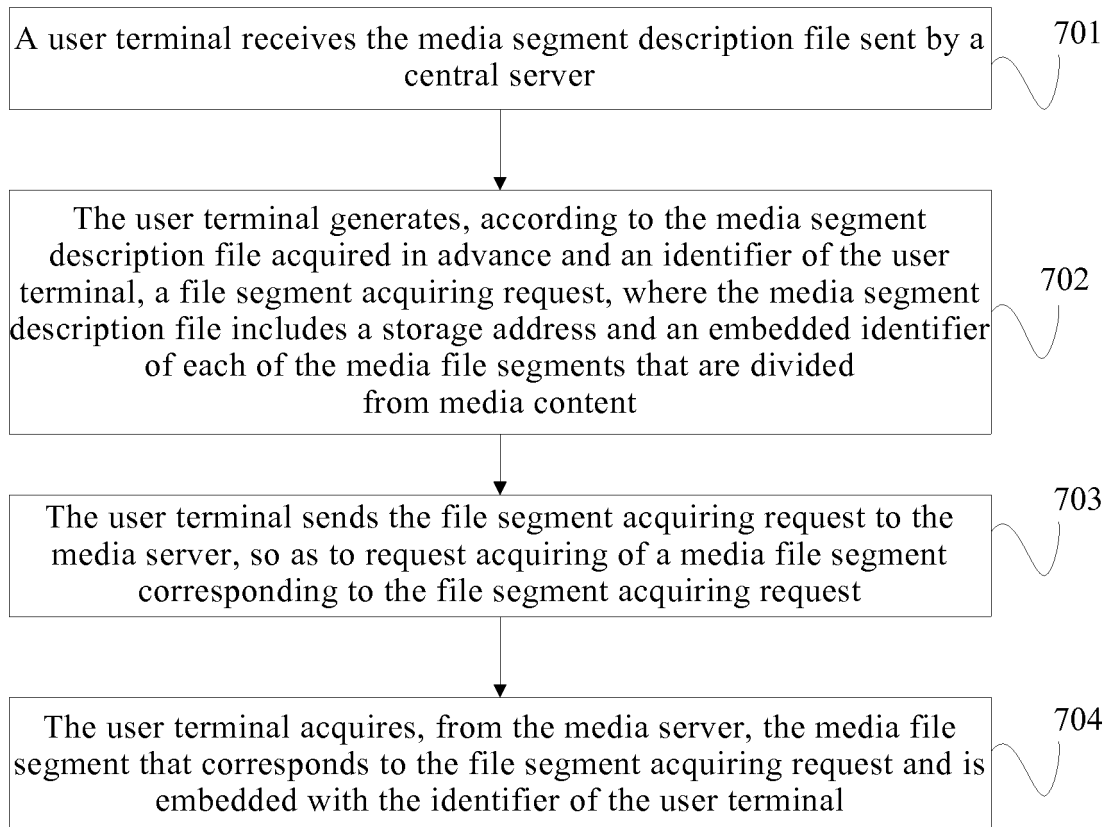 A user terminal receives the media segment description file sent by a
central server
701
The user terminal generates, according to the media segment
description file acquired in advance and an identifier of the user
terminal, a file segment acquiring request, where the media segment
description file includes a storage address and an embedded identifier
of each of the media file segments that are divided
from media content
702
The user terminal sends the file segment acquiring request to the
media server, so as to request acquiring of a media file segment
corresponding to the file segment acquiring request
703
The user terminal acquires, from the media server, the media file
segment that corresponds to the file segment acquiring request and is
embedded with the identifier of the user terminal
704